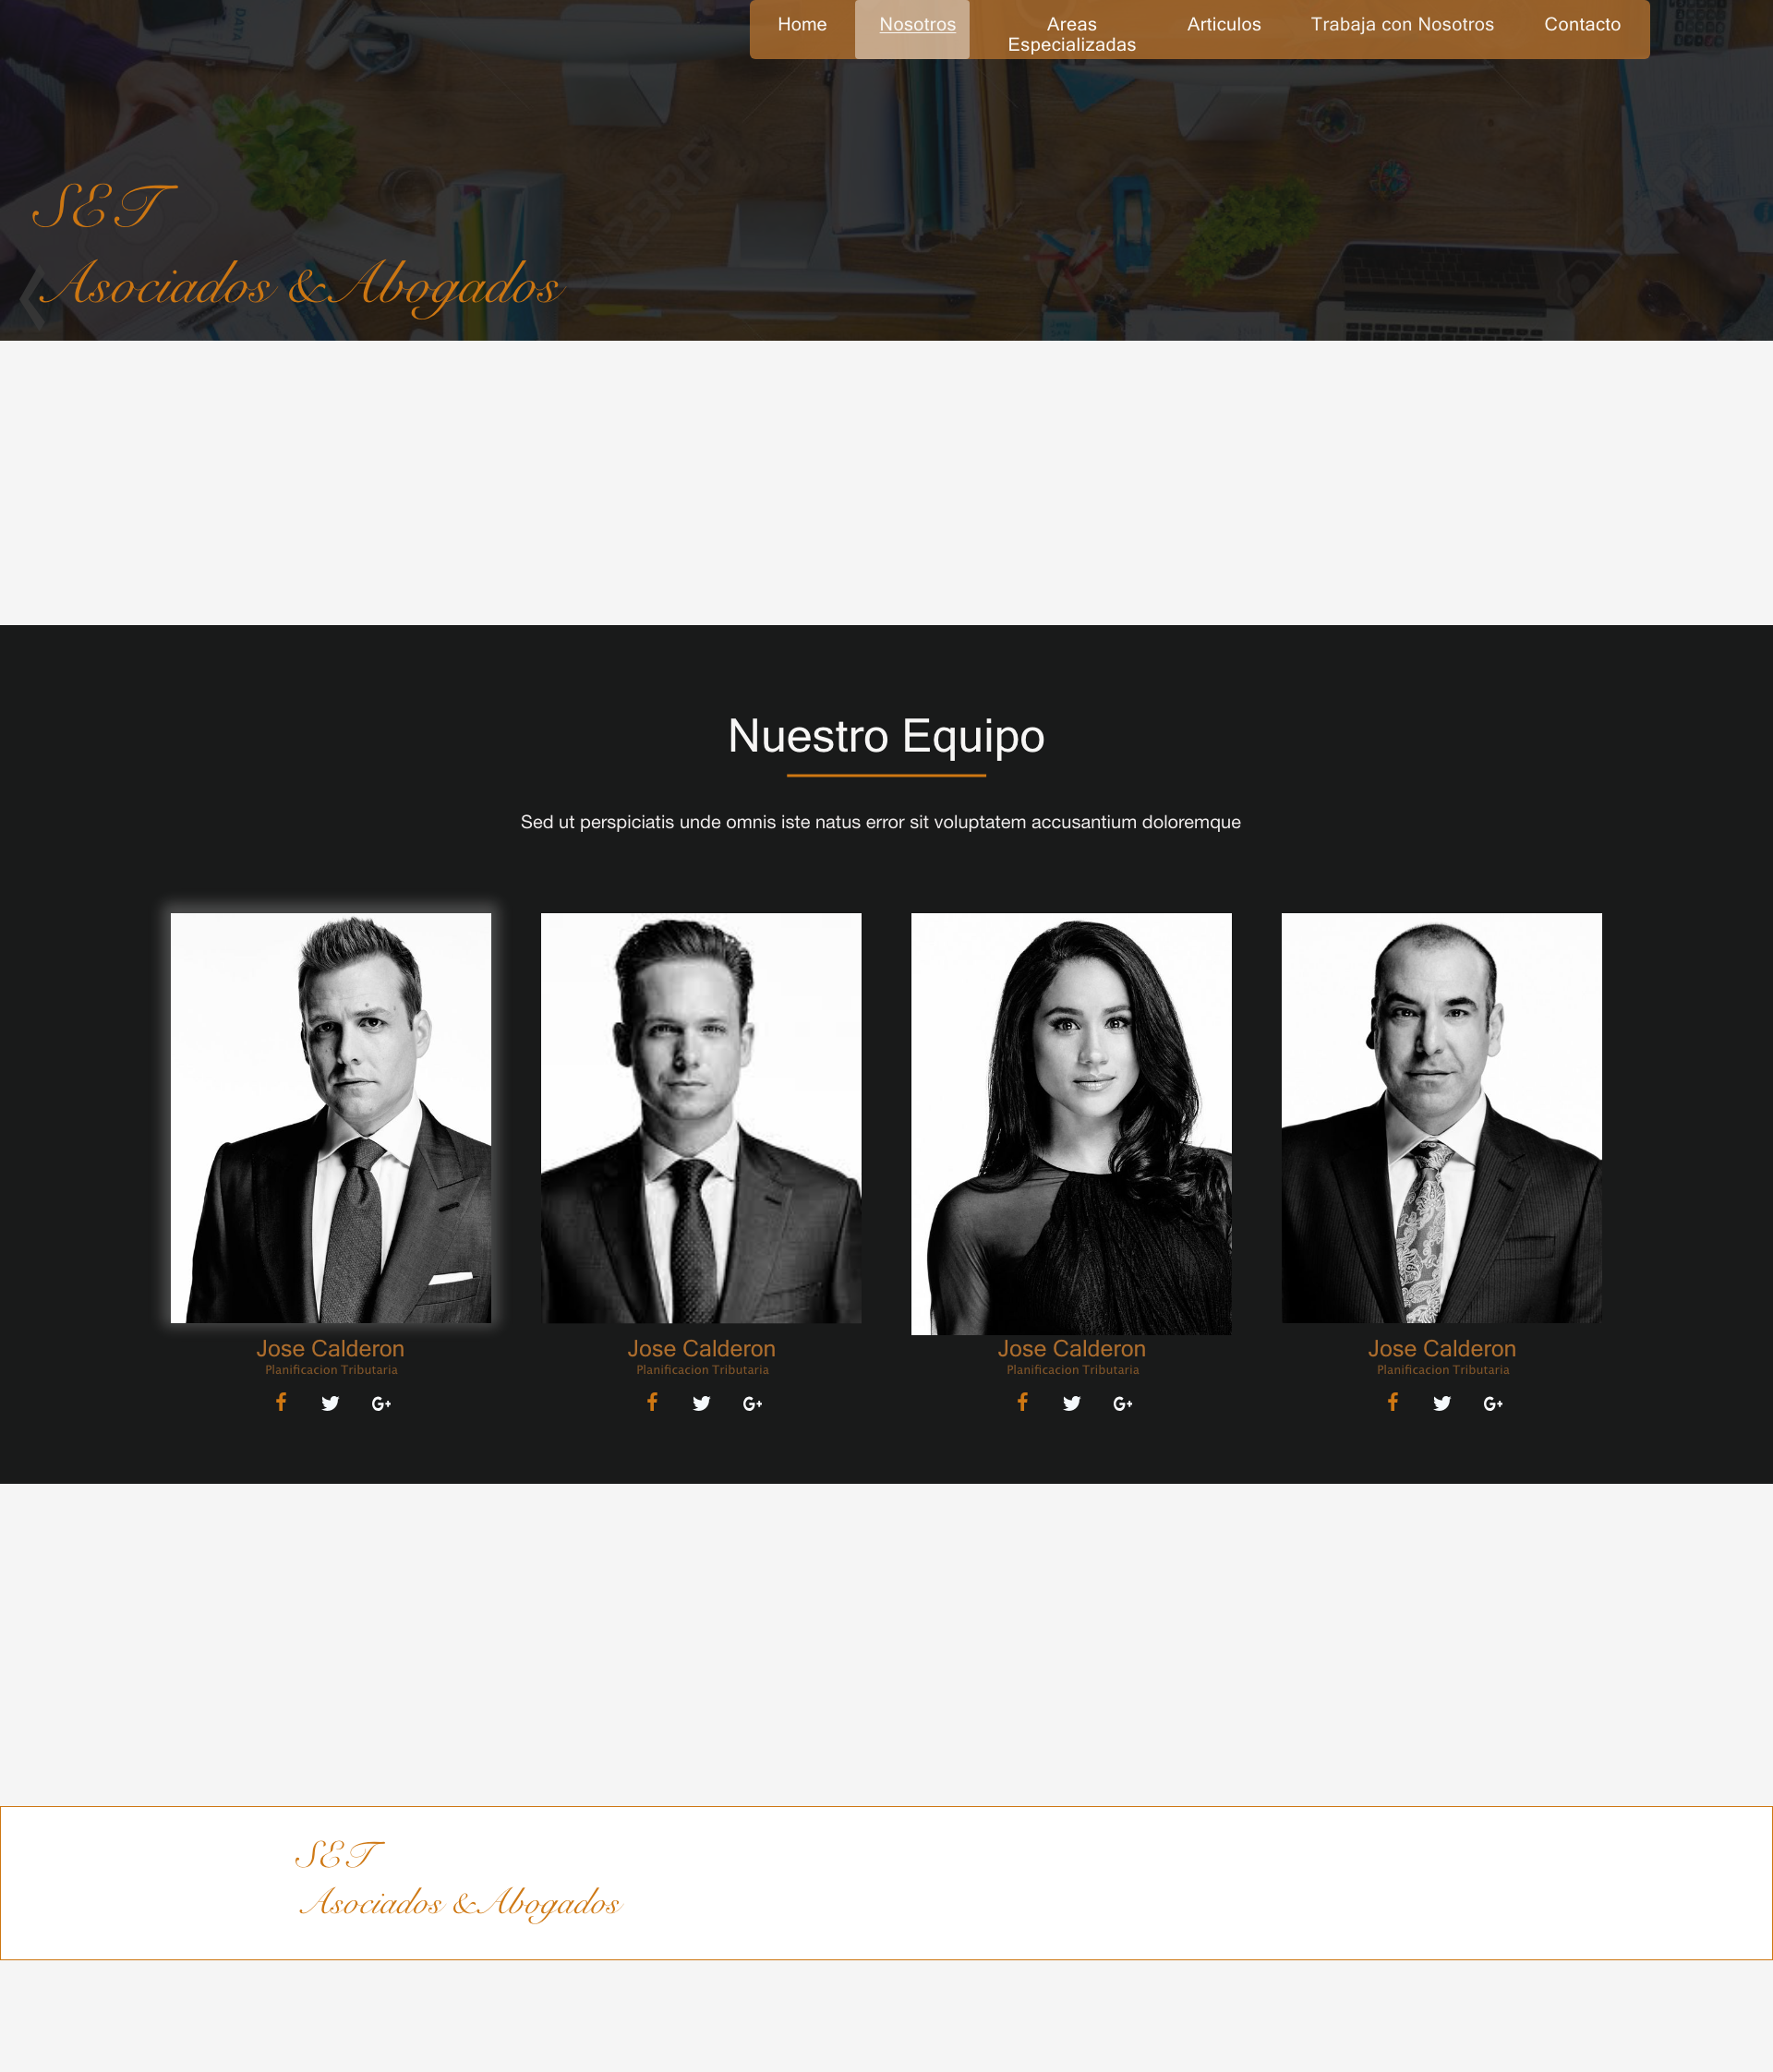 Home
Nosotros
Areas
Especializadas
Articulos
Trabaja con Nosotros
Contacto
DATA
123RF
SET
Asociados & Abogados
Nuestro Equipo
Sed ut perspiciatis unde omnis iste natus error sit voluptatem accusantium doloremque
Jose Calderon
Planificacion Tributaria
f
G+
Jose Calderon
Planificacion Tributaria
f
G+
Jose Calderon
Planificacion Tributaria
f
G+
Jose Calderon
Planificacion Tributaria
f
G+
SET
Asociados & Abogados